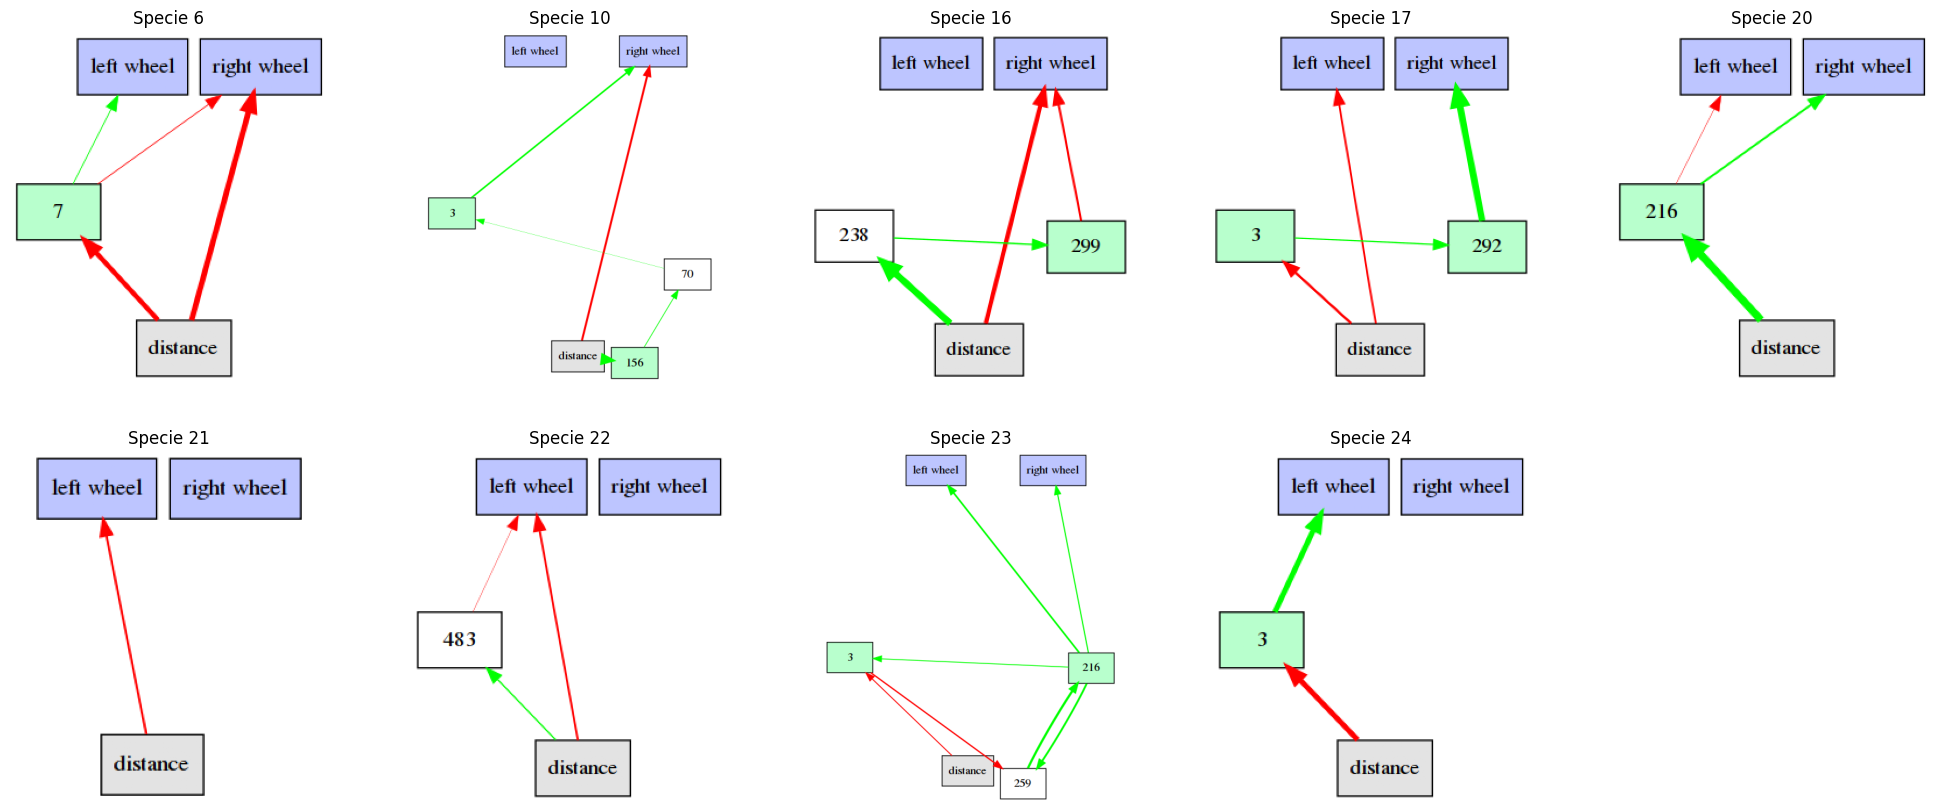 Specie 6
left wheel
right wheel
7
distance
Specie 10
left wheel
right wheel
3
70
distance
156
Specie 16
left wheel
right wheel
238
299
distance
Specie 17
left wheel
right wheel
3
292
distance
Specie 20
left wheel
right wheel
216
distance
Specie 21
left wheel
right wheel
distance
Specie 22
left wheel
right wheel
483
distance
Specie 23
left wheel
right wheel
3
216
distance
259
Specie 24
left wheel
right wheel
3
distance